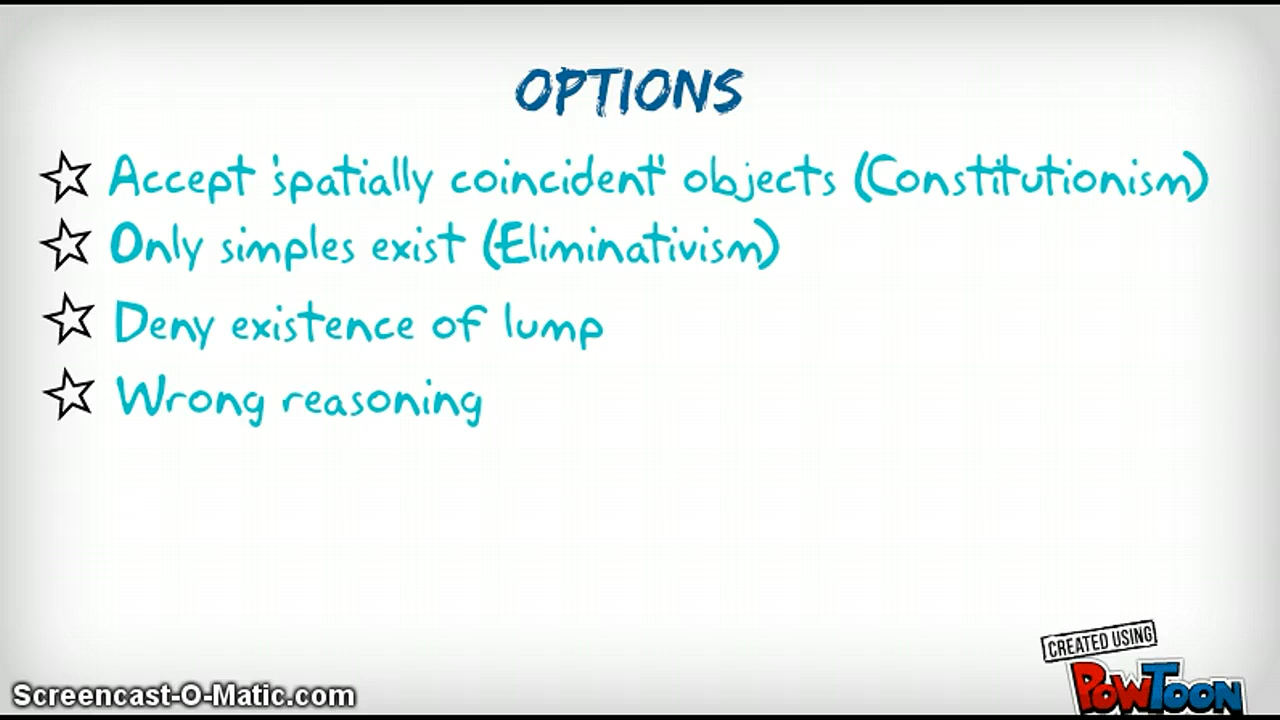 OPTIONS
Accept 'spatially coincident' objects (Constitutionism)
Only simples exist (Eliminativism)
Deny existence of lump
Wrong reasoning
CREATED USING
POWTOON
Screencast-O-Matic.com